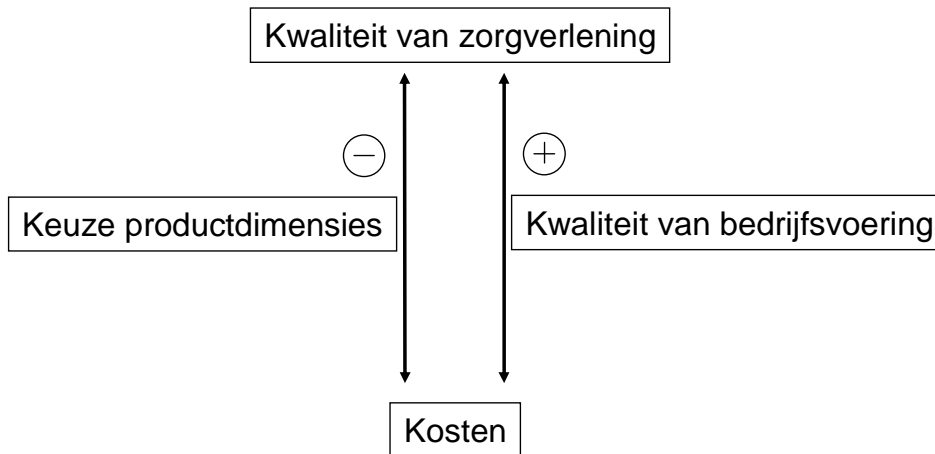 Kwaliteit van zorgverlening
−
+
Keuze productdimensies
Kwaliteit van bedrijfsvoering
Kosten